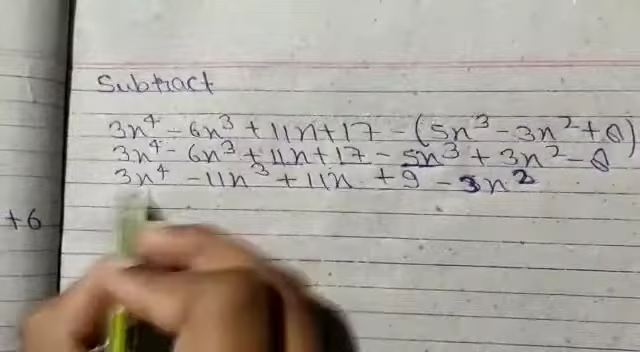 Subtract
3n⁴ - 6n³ + 11n + 17 - (5n³ - 3n² + 8)
3n⁴ - 6n³ + 11n + 17 - 5n³ + 3n² - 8
3n⁴ - 11n³ + 11n + 9 - 3n²
+6